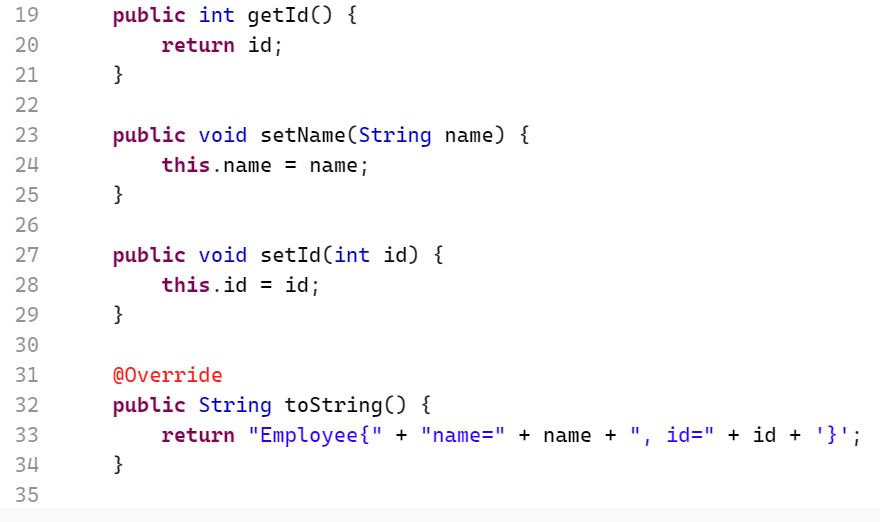 19 public int getId() {
20 return id;
21 }
22
23 public void setName(String name) {
24 this.name = name;
25 }
26
27 public void setId(int id) {
28 this.id = id;
29 }
30
31 @Override
32 public String toString() {
33 return "Employee{" + "name=" + name + ", id=" + id + '}';
34 }
35